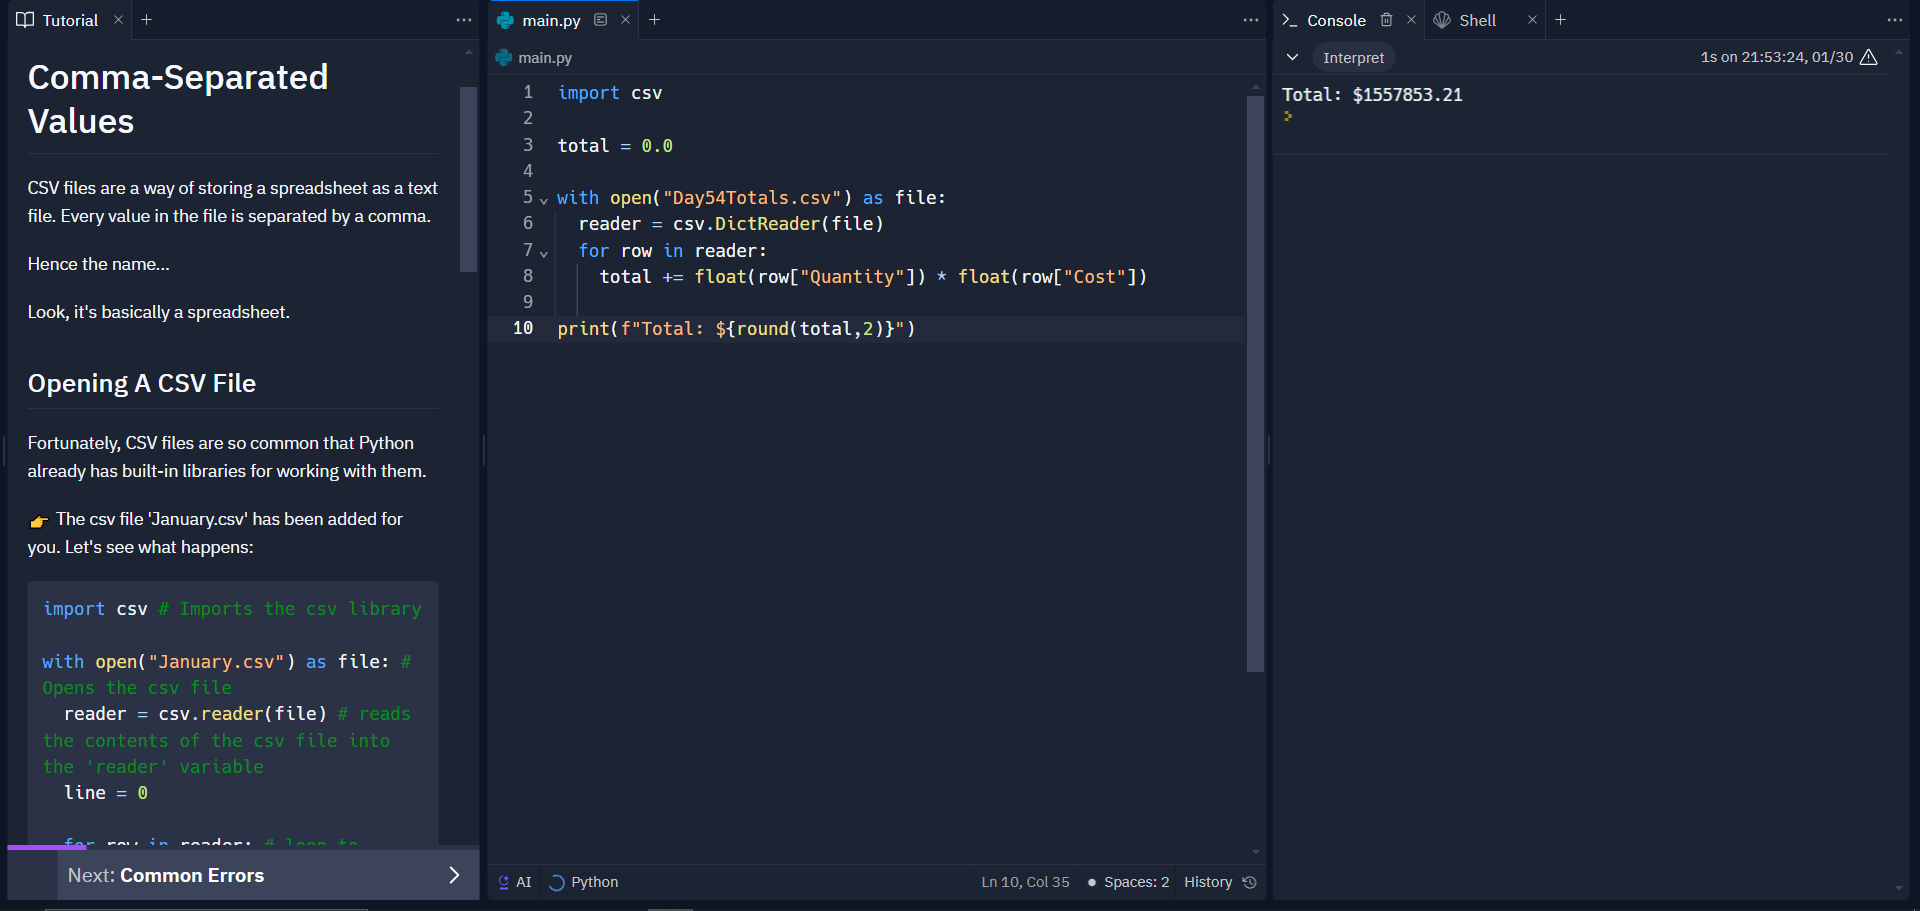 Tutorial
Comma-Separated
Values
CSV files are a way of storing a spreadsheet as a text
file. Every value in the file is separated by a comma.
Hence the name...
Look, it's basically a spreadsheet.
Opening A CSV File
Fortunately, CSV files are so common that Python
already has built-in libraries for working with them.
👉 The csv file 'January.csv' has been added for
you. Let's see what happens:
import csv # Imports the csv library
with open("January.csv") as file: #
Opens the csv file
reader = csv.reader(file) # reads
the contents of the csv file into
the 'reader' variable
line = 0
for row in reader: # loop to
Next: Common Errors
main.py
main.py
1 import csv
2
3 total = 0.0
4
5 with open("Day54Totals.csv") as file:
6 reader = csv.DictReader(file)
7 for row in reader:
8 total += float(row["Quantity"]) * float(row["Cost"])
9
10 print(f"Total: ${round(total,2)}")
AI Python Ln 10, Col 35 Spaces: 2 History
Console Shell
Interpret 1s on 21:53:24, 01/30
Total: $1557853.21